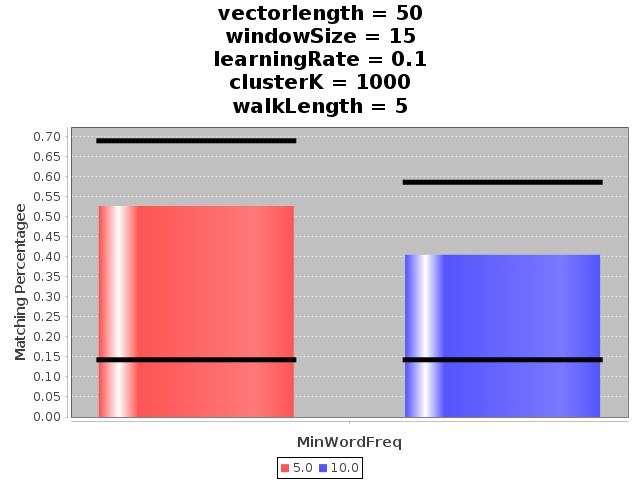 vectorlength = 50
windowSize = 15
learningRate = 0.1
clusterK = 1000
walkLength = 5
0.70
0.65
0.60
0.55
0.50
0.45
0.40
0.35
0.30
0.25
0.20
0.15
0.10
0.05
0.00
Matching Percentagee
MinWordFreq
5.0 10.0